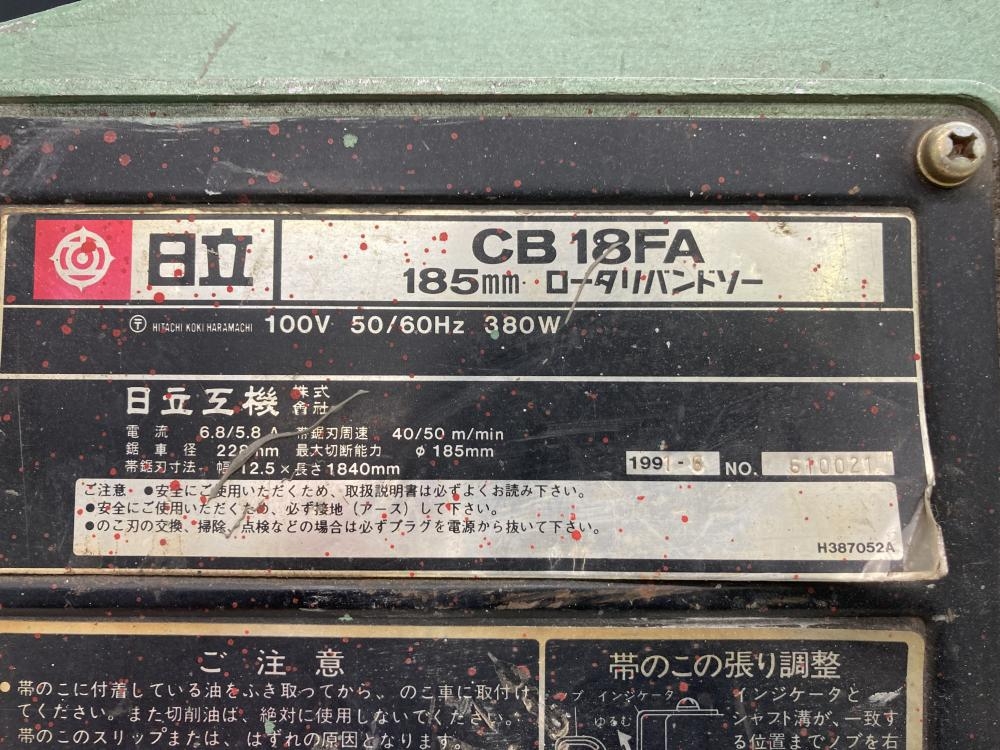 日立
CB 18FA
185mm ロータリバンドソー
〒 HITACHI KOKI HARAMACHI 100V 50/60Hz 380W
日立工機 株式會社
電流 6.8/5.8 A 帯鋸刃周速 40/50 m/min
鋸車径 228mm 最大切断能力 φ185mm
帯鋸刃寸法 幅12.5×長さ1840mm
1991-6 NO. 610021
ご注意 ●安全にご使用いただくため、取扱説明書は必ずよくお読み下さい。
●安全にご使用いただくため、必ず接地(アース)して下さい。
●のこ刃の交換、掃除、点検などの場合は必ずプラグを電源から抜いて下さい。
H387052A
ご注意
●帯のこに付着している油をふき取ってから、のこ車に取付け
てください。また切削油は、絶対に使用しないでください。
帯のこのスリップまたは、はずれの原因となります。
帯のこの張り調整
インジケータ
ゆるむ
インジケータと
シャフト溝が、一致す
る位置までノブを右